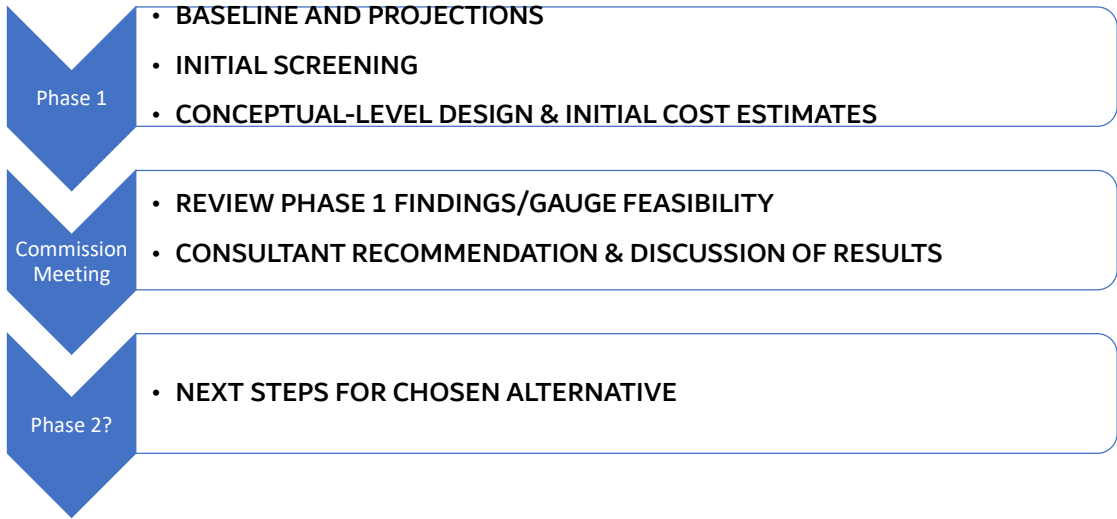 Phase 1
• BASELINE AND PROJECTIONS
• INITIAL SCREENING
• CONCEPTUAL-LEVEL DESIGN & INITIAL COST ESTIMATES
Commission
Meeting
• REVIEW PHASE 1 FINDINGS/GAUGE FEASIBILITY
• CONSULTANT RECOMMENDATION & DISCUSSION OF RESULTS
Phase 2?
• NEXT STEPS FOR CHOSEN ALTERNATIVE